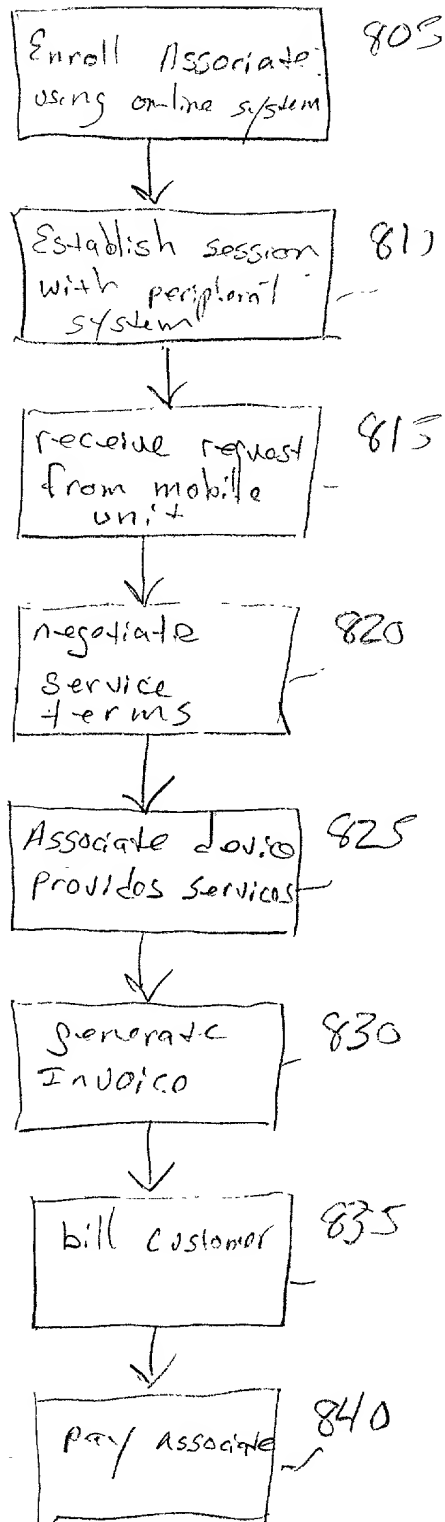 Enroll Associate 805
using on-line system
Establish session 810
with peripheral
system
receive request 815
from mobile
unit
negotiate 820
service
terms
Associate device 825
provides services
generate 830
Invoice
bill customer 835
pay associate 840